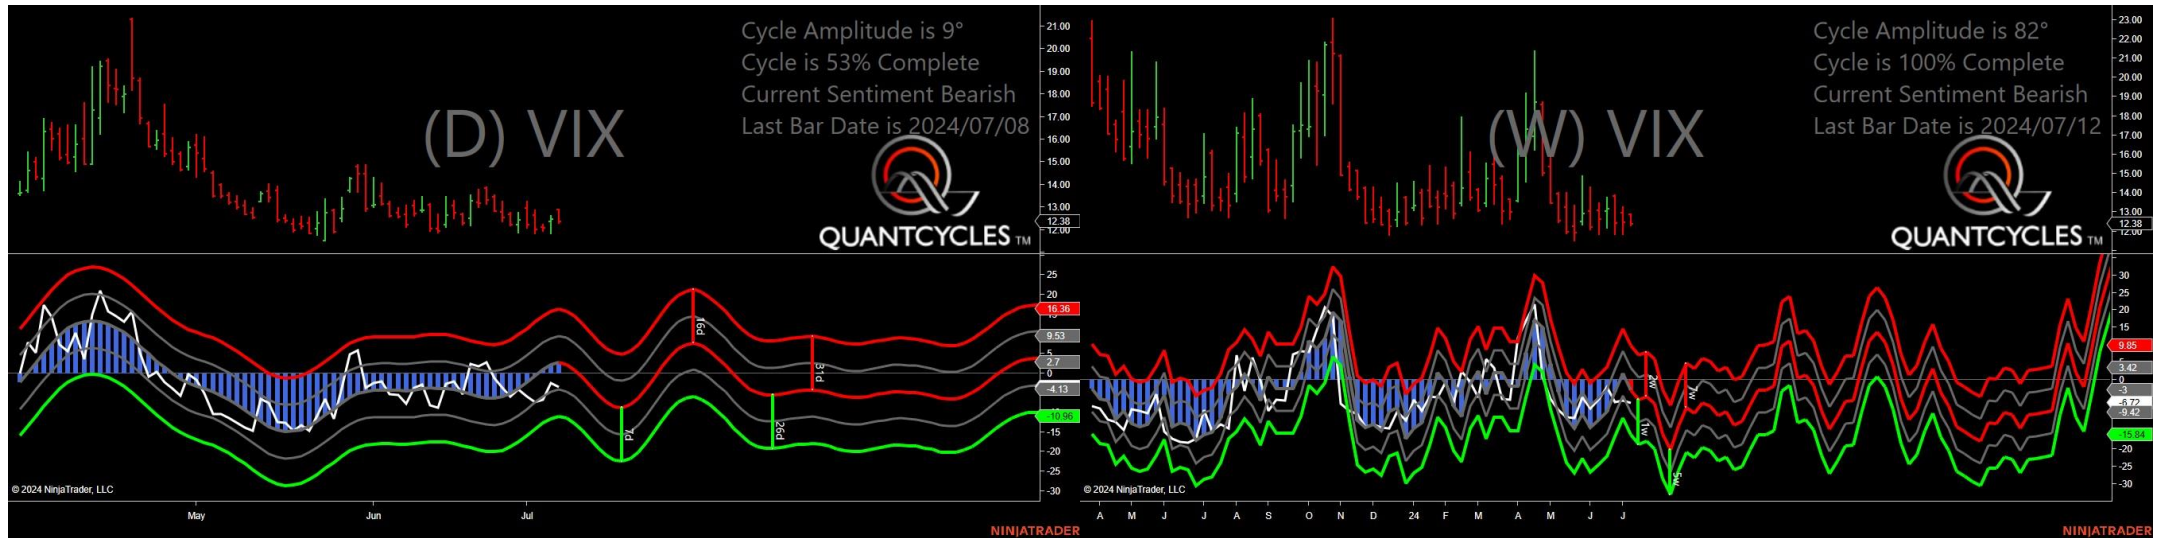 Cycle Amplitude is 9°
Cycle is 53% Complete
Current Sentiment Bearish
Last Bar Date is 2024/07/08
(D) VIX
QUANTCYCLES TM
21.00
20.00
19.00
18.00
17.00
16.00
15.00
14.00
13.00
12.38
12.00
25
20
16.36
15
9.53
5
2.7
0
-4.13
-10.96
-15
-20
-25
-30
16d
31d
7d
26d
© 2024 NinjaTrader, LLC
May Jun Jul
NINJATRADER
Cycle Amplitude is 82°
Cycle is 100% Complete
Current Sentiment Bearish
Last Bar Date is 2024/07/12
(W) VIX
QUANTCYCLES TM
23.00
22.00
21.00
20.00
19.00
18.00
17.00
16.00
15.00
14.00
13.00
12.38
12.00
30
25
20
15
9.85
3.42
0
-3
-6.72
-9.42
-15.84
-20
-25
-30
2w
7w
1w
5w
© 2024 NinjaTrader, LLC
A M J J A S O N D 24 F M A M J J
NINJATRADER